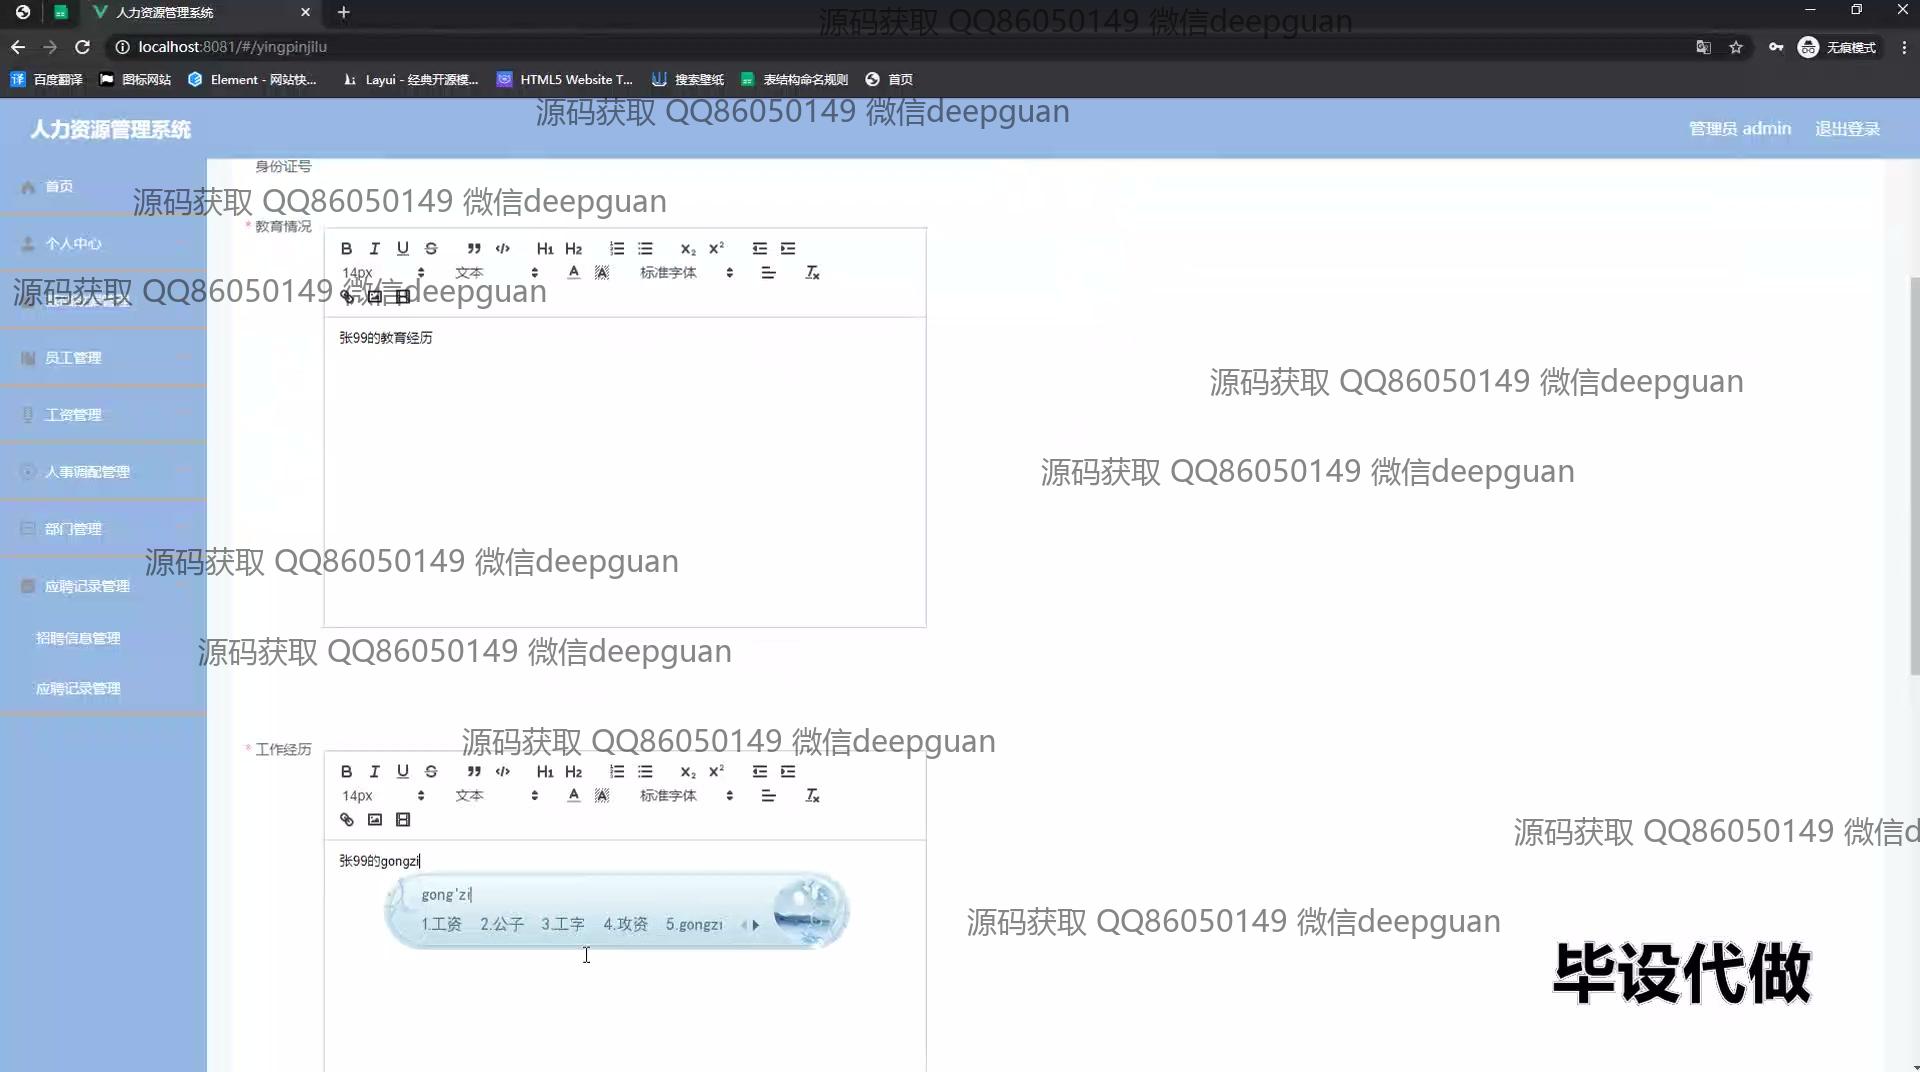 人力资源管理系统
源码获取 QQ86050149 微信deepguan
localhost:8081/#/yingpinjilu
无痕模式
百度翻译 图标网站 Element - 网站快... Layui - 经典开源模... HTML5 Website T... 搜索壁纸 表结构命名规则 首页
源码获取 QQ86050149 微信deepguan
人力资源管理系统
管理员 admin 退出登录
身份证号
首页
源码获取 QQ86050149 微信deepguan
* 教育情况
个人中心
B I U S H1 H2 X₂ X²
14px 文本 A A 标准字体
源码获取 QQ86050149 微信deepguan
张99的教育经历
员工管理
源码获取 QQ86050149 微信deepguan
工资管理
人事调配管理
源码获取 QQ86050149 微信deepguan
部门管理
源码获取 QQ86050149 微信deepguan
应聘记录管理
招聘信息管理
源码获取 QQ86050149 微信deepguan
应聘记录管理
* 工作经历
源码获取 QQ86050149 微信deepguan
B I U S H1 H2 X₂ X²
14px 文本 A A 标准字体
源码获取 QQ86050149 微信d
张99的gongzi
gong'zi
1.工资 2.公子 3.工字 4.攻资 5.gongzi
源码获取 QQ86050149 微信deepguan
毕设代做